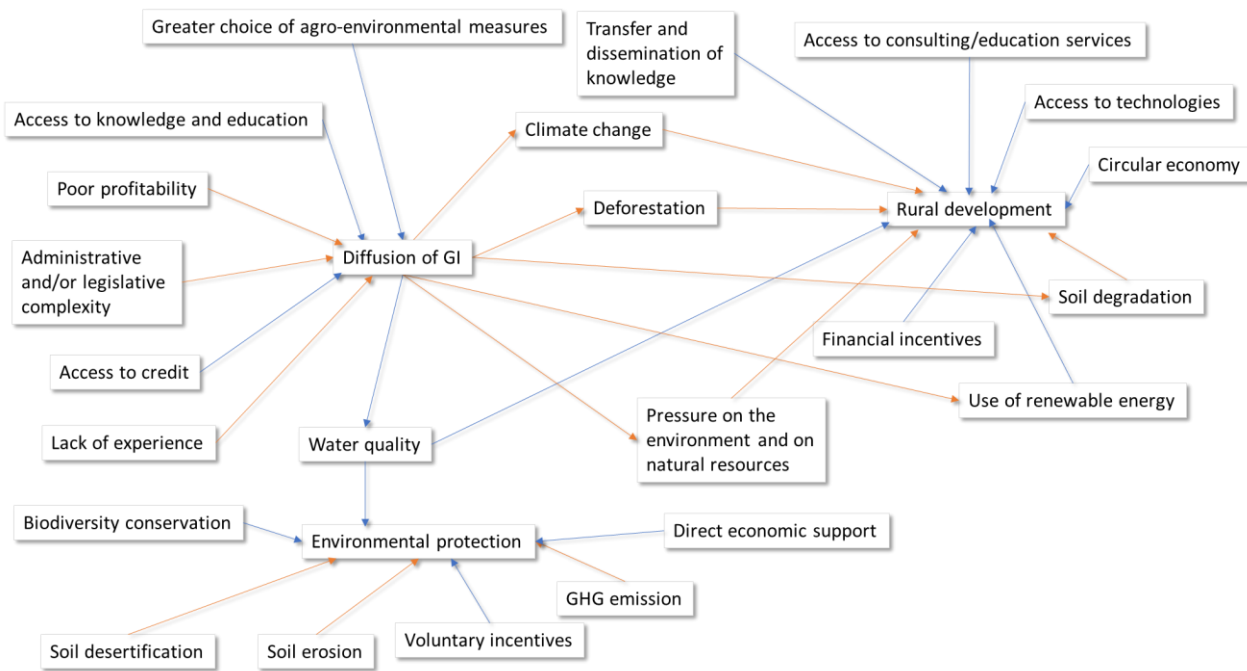 Greater choice of agro-environmental measures
Transfer and
dissemination of
knowledge
Access to consulting/education services
Access to technologies
Access to knowledge and education
Climate change
Circular economy
Poor profitability
Deforestation
Rural development
Diffusion of GI
Administrative
and/or legislative
complexity
Soil degradation
Financial incentives
Access to credit
Use of renewable energy
Pressure on the
environment and on
natural resources
Lack of experience
Water quality
Biodiversity conservation
Direct economic support
Environmental protection
GHG emission
Soil desertification
Soil erosion
Voluntary incentives